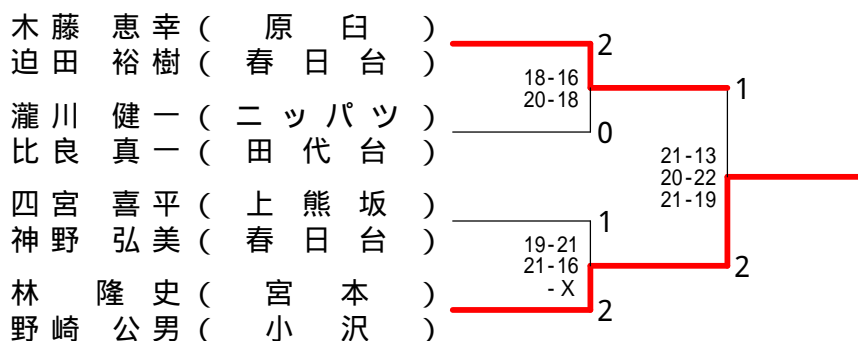 木藤 恵幸 ( 原 臼 )
迫田 裕樹 ( 春日台 )
瀧川 健一 ( ニッパツ )
比良 真一 ( 田代台 )
四宮 喜平 ( 上熊坂 )
神野 弘美 ( 春日台 )
林 隆史 ( 宮本 )
野崎 公男 ( 小沢 )
2
18-16
20-18
0
1
19-21
21-16
- X
2
1
21-13
20-22
21-19
2